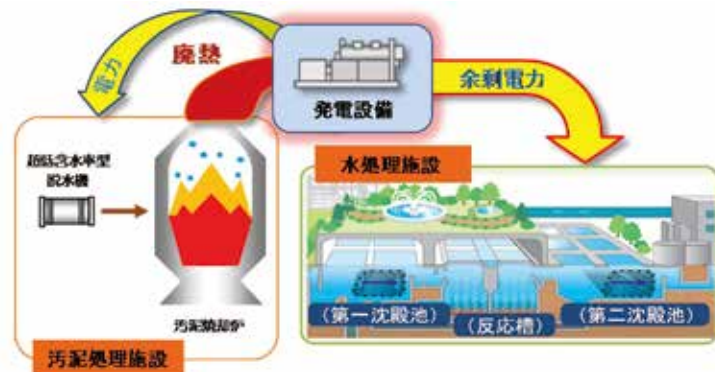 電力
廃熱
発電設備
余剰電力
超低含水率型
脱水機
水処理施設
汚泥焼却炉
(第一沈殿池)
(反応槽)
(第二沈殿池)
汚泥処理施設